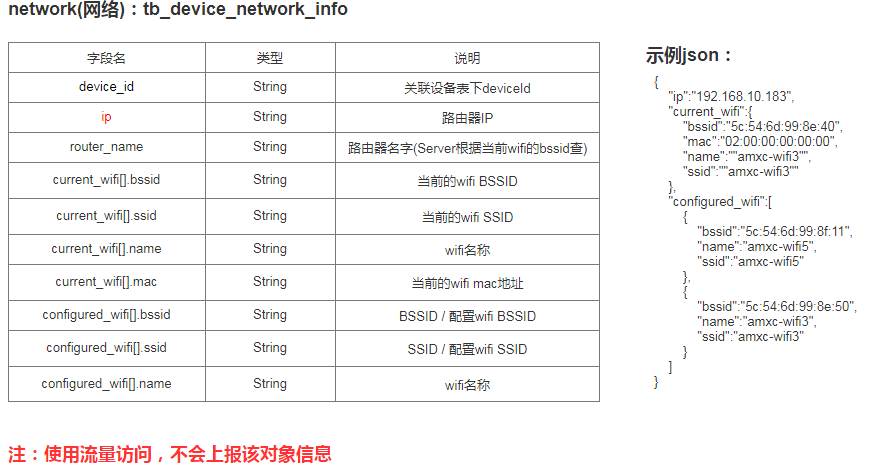 network(网络)：tb_device_network_info
字段名 类型 说明
device_id String 关联设备表下deviceId
ip String 路由器IP
router_name String 路由器名字(Server根据当前wifi的bssid查)
current_wifi[].bssid String 当前的wifi BSSID
current_wifi[].ssid String 当前的wifi SSID
current_wifi[].name String wifi名称
current_wifi[].mac String 当前的wifi mac地址
configured_wifi[].bssid String BSSID / 配置wifi BSSID
configured_wifi[].ssid String SSID / 配置wifi SSID
configured_wifi[].name String wifi名称
示例json：
{
"ip":"192.168.10.183",
"current_wifi":{
"bssid":"5c:54:6d:99:8e:40",
"mac":"02:00:00:00:00:00",
"name":""amxc-wifi3"",
"ssid":""amxc-wifi3""
},
"configured_wifi":[
{
"bssid":"5c:54:6d:99:8f:11",
"name":"amxc-wifi5",
"ssid":"amxc-wifi5"
},
{
"bssid":"5c:54:6d:99:8e:50",
"name":"amxc-wifi3",
"ssid":"amxc-wifi3"
}
]
}
注：使用流量访问，不会上报该对象信息